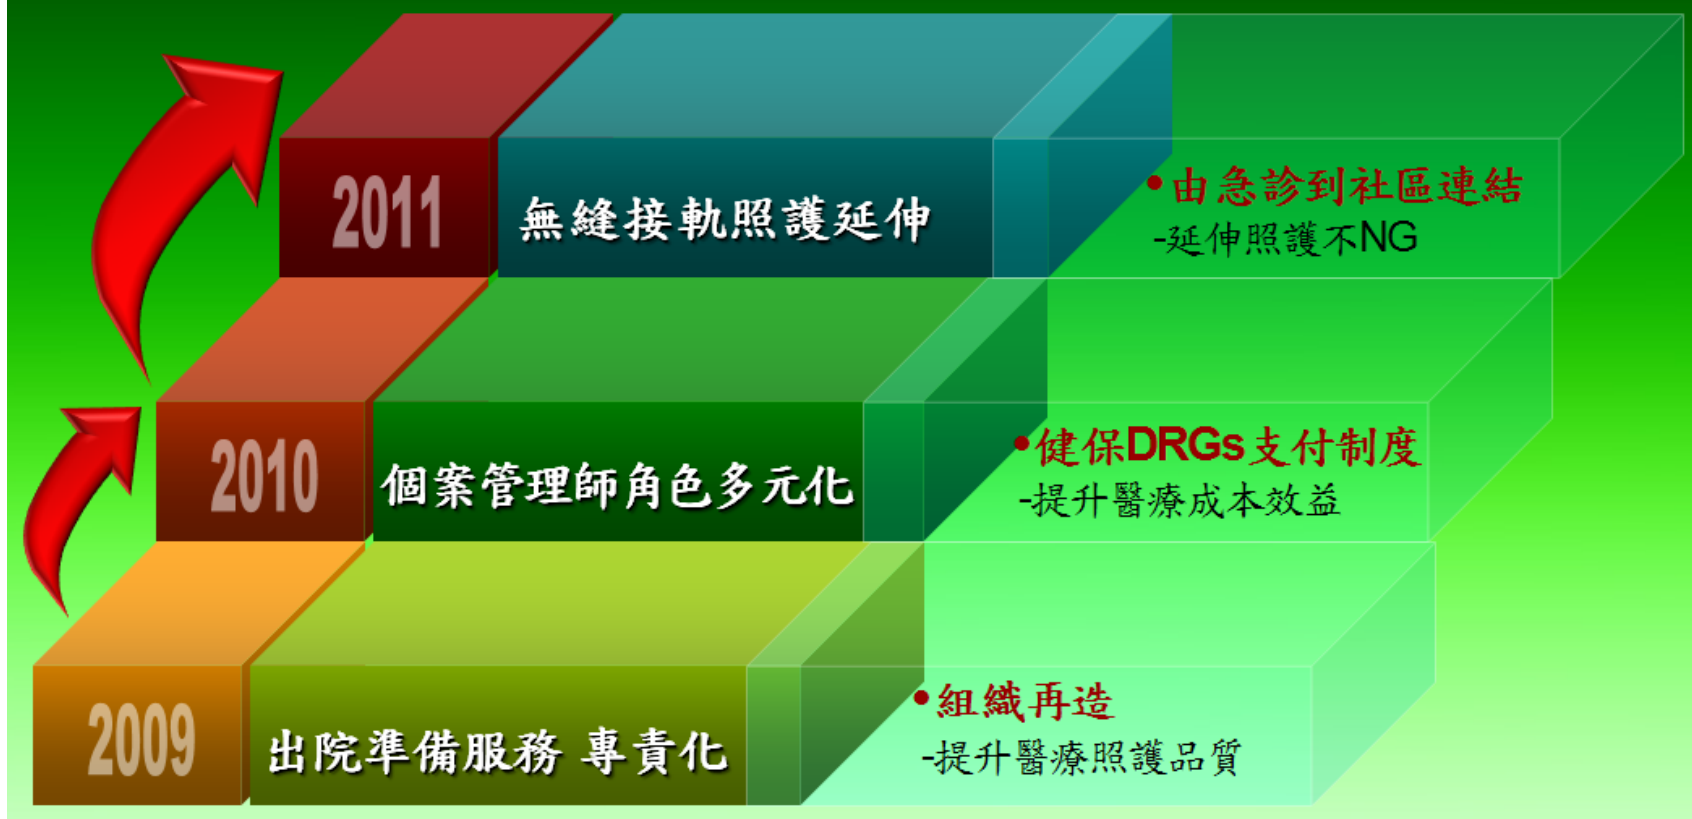 2011
無縫接軌照護延伸
•由急診到社區連結
-延伸照護不NG
2010
個案管理師角色多元化
•健保DRGs支付制度
-提升醫療成本效益
2009
出院準備服務 專責化
•組織再造
-提升醫療照護品質